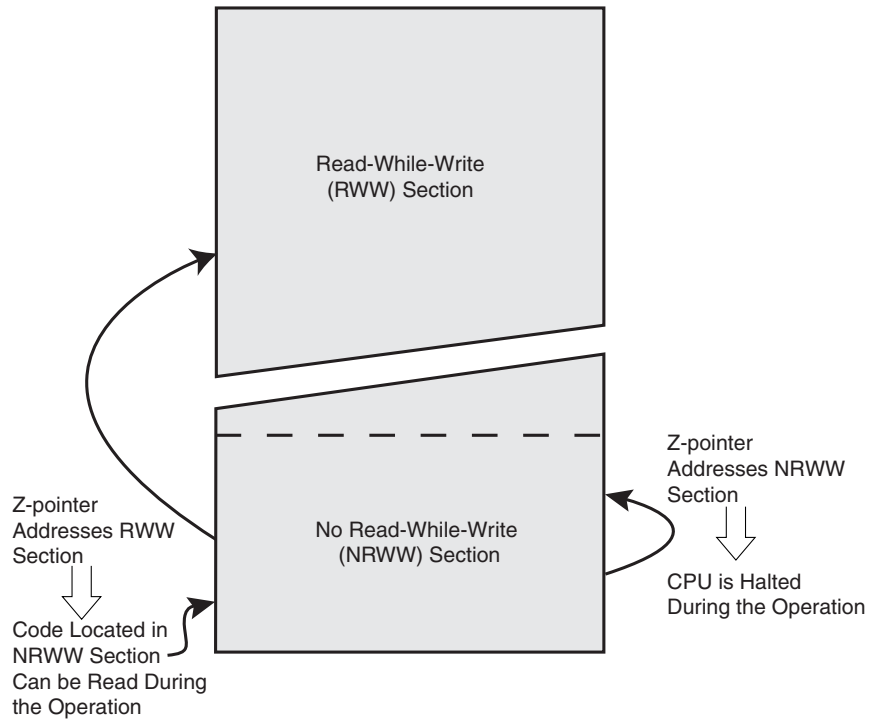 Read-While-Write
(RWW) Section
Z-pointer
Addresses NRWW
Section
Z-pointer
Addresses RWW
Section
No Read-While-Write
(NRWW) Section
CPU is Halted
During the Operation
Code Located in
NRWW Section
Can be Read During
the Operation